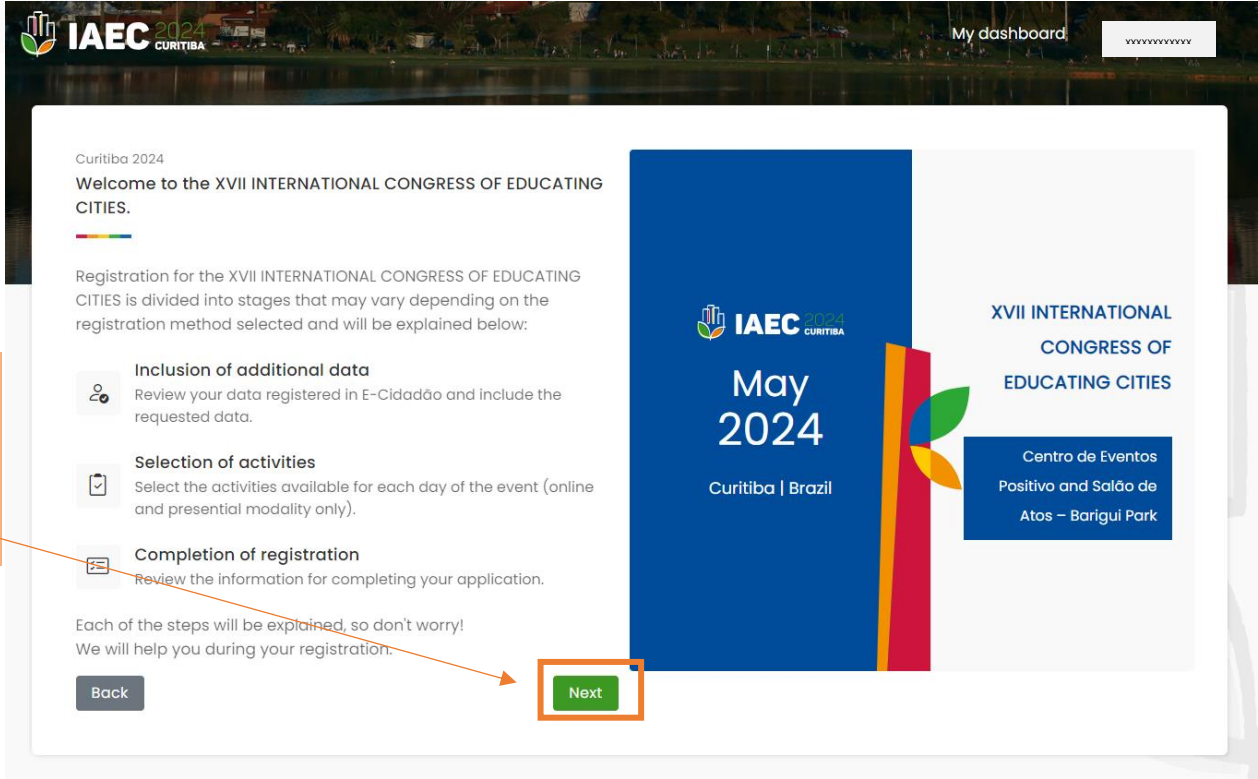 IAEC 2024
CURITIBA
My dashboard
xxxxxxxxxxxx
Curitiba 2024
Welcome to the XVII INTERNATIONAL CONGRESS OF EDUCATING
CITIES.
Registration for the XVII INTERNATIONAL CONGRESS OF EDUCATING
CITIES is divided into stages that may vary depending on the
registration method selected and will be explained below:
Inclusion of additional data
Review your data registered in E-Cidadão and include the
requested data.
Selection of activities
Select the activities available for each day of the event (online
and presential modality only).
Completion of registration
Review the information for completing your application.
Each of the steps will be explained, so don't worry!
We will help you during your registration.
Back
Next
IAEC 2024
CURITIBA
May
2024
Curitiba | Brazil
XVII INTERNATIONAL
CONGRESS OF
EDUCATING CITIES
Centro de Eventos
Positivo and Salão de
Atos – Barigui Park